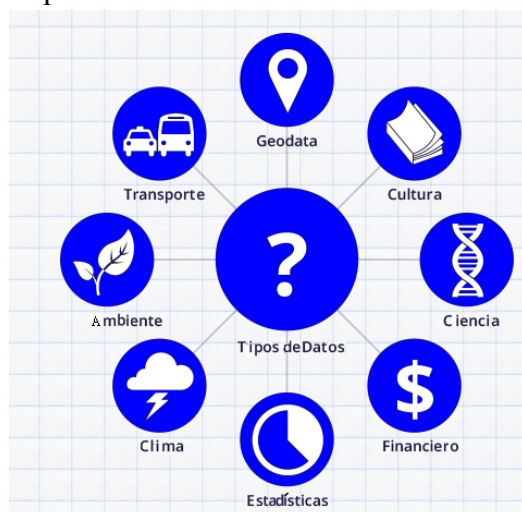 Geodata
Transporte
Cultura
?
Ambiente
Ciencia
Tipos deDatos
$
Clima
Financiero
Estadísticas